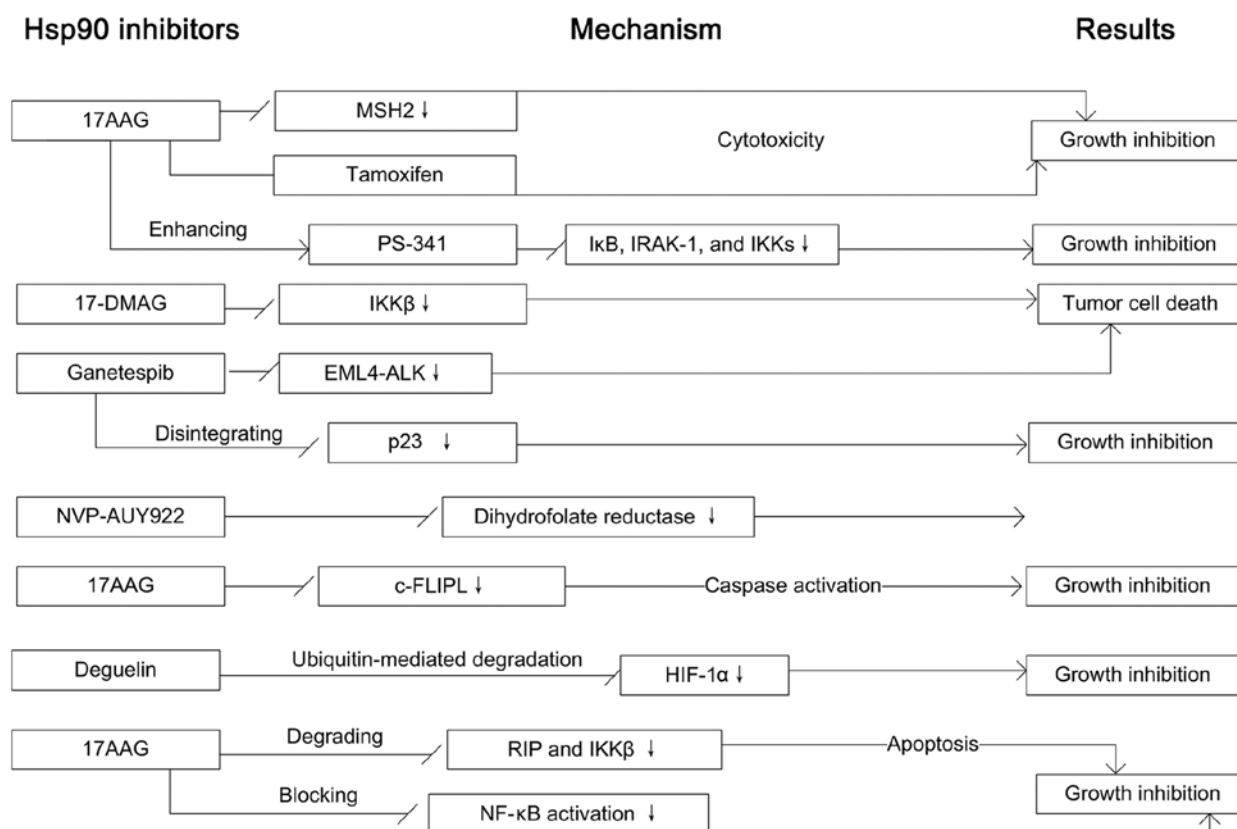 Hsp90 inhibitors Mechanism Results
17AAG MSH2 ↓ Cytotoxicity Growth inhibition
Tamoxifen
Enhancing PS-341 IκB, IRAK-1, and IKKs ↓ Growth inhibition
17-DMAG IKKβ ↓ Tumor cell death
Ganetespib EML4-ALK ↓
Disintegrating p23 ↓ Growth inhibition
NVP-AUY922 Dihydrofolate reductase ↓
17AAG c-FLIPL ↓ Caspase activation Growth inhibition
Deguelin Ubiquitin-mediated degradation HIF-1α ↓ Growth inhibition
17AAG Degrading RIP and IKKβ ↓ Apoptosis Growth inhibition
Blocking NF-κB activation ↓